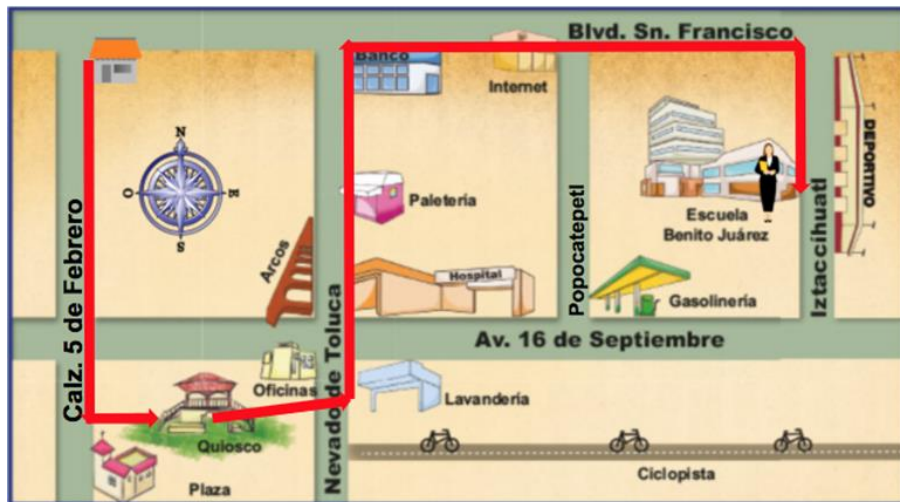 Blvd. Sn. Francisco
Banco
Internet
N
O
E
S
Calz. 5 de Febrero
Arcos
Nevado de Toluca
Paletería
Hospital
Popocatepetl
Escuela
Benito Juárez
Gasolinería
Iztaccíhuatl
DEPORTIVO
Av. 16 de Septiembre
Oficinas
Quiosco
Plaza
Lavandería
Ciclopista